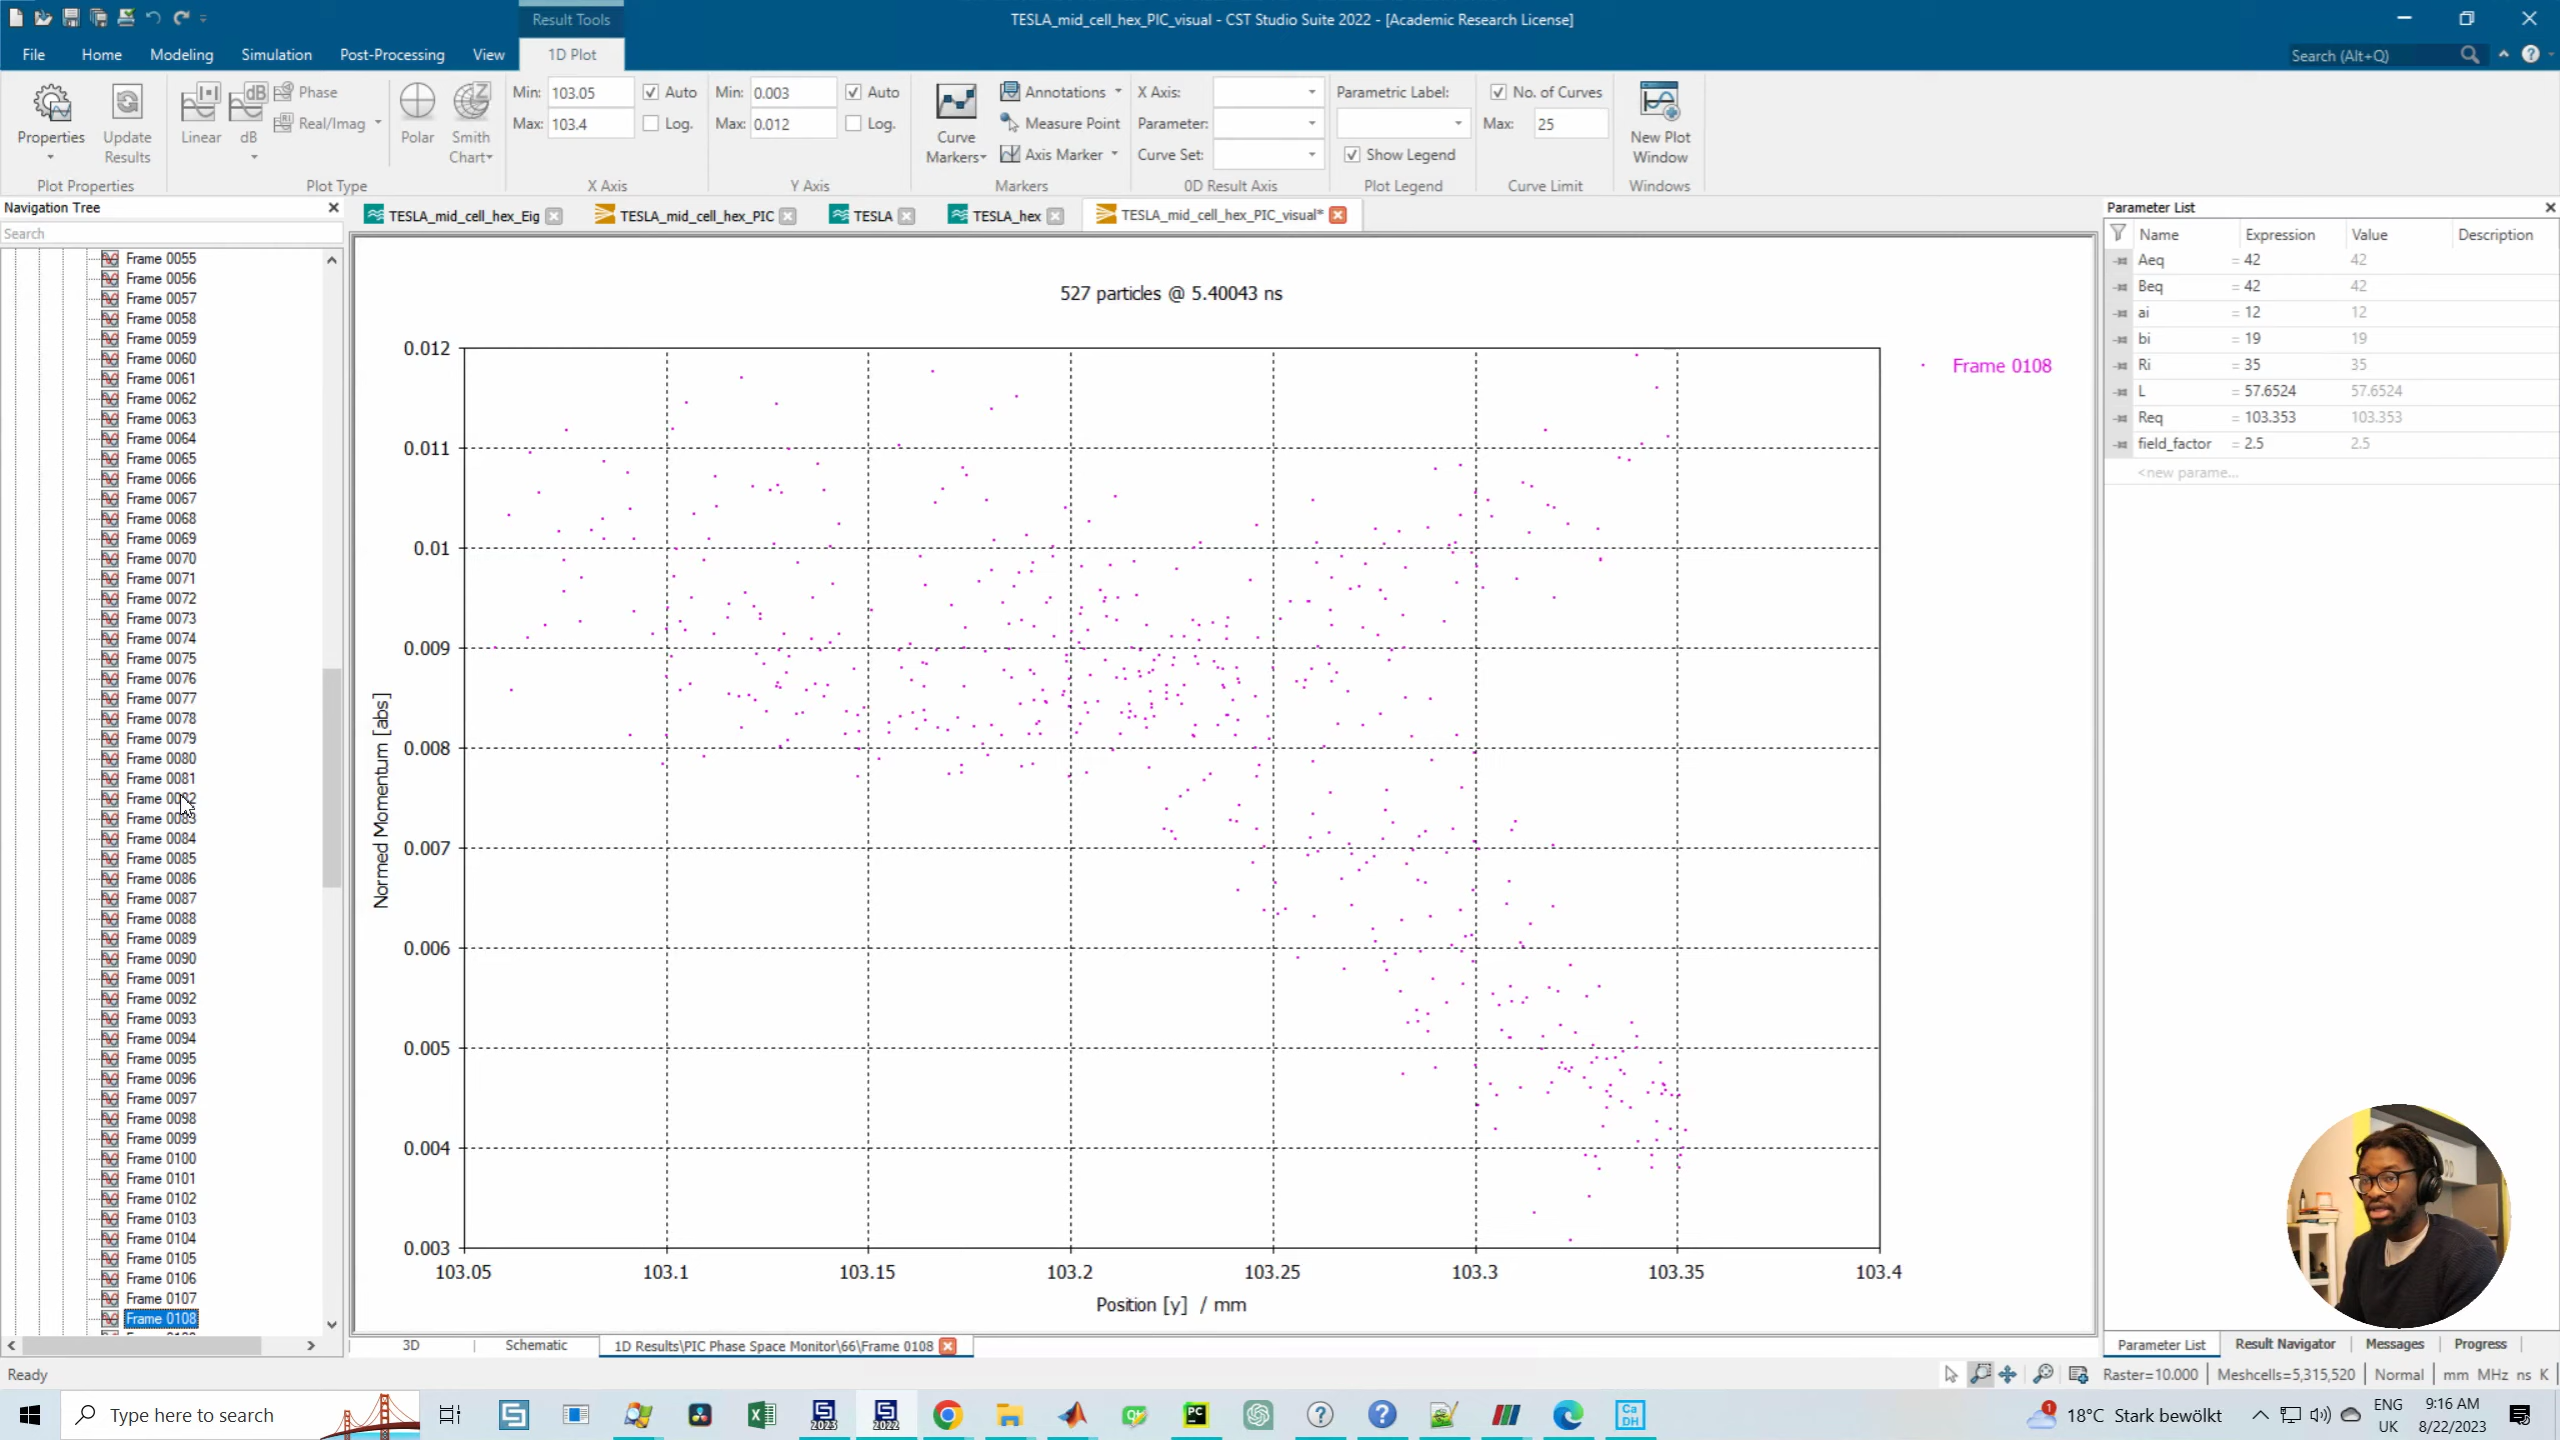 Result Tools
TESLA_mid_cell_hex_PIC_visual - CST Studio Suite 2022 - [Academic Research License]
File Home Modeling Simulation Post-Processing View 1D Plot
Search (Alt+Q)
Properties
Update Results
Plot Properties
Linear
dB
Phase
Real/Imag
Polar
Smith Chart
Plot Type
Min: 103.05 Auto
Max: 103.4 Log.
X Axis
Min: 0.003 Auto
Max: 0.012 Log.
Y Axis
Curve Markers
Annotations
Measure Point
Axis Marker
Markers
X Axis:
Parameter:
Curve Set:
0D Result Axis
Parametric Label:
Show Legend
Plot Legend
No. of Curves
Max: 25
Curve Limit
New Plot Window
Windows
Navigation Tree
Search
Frame 0055
Frame 0056
Frame 0057
Frame 0058
Frame 0059
Frame 0060
Frame 0061
Frame 0062
Frame 0063
Frame 0064
Frame 0065
Frame 0066
Frame 0067
Frame 0068
Frame 0069
Frame 0070
Frame 0071
Frame 0072
Frame 0073
Frame 0074
Frame 0075
Frame 0076
Frame 0077
Frame 0078
Frame 0079
Frame 0080
Frame 0081
Frame 0082
Frame 0083
Frame 0084
Frame 0085
Frame 0086
Frame 0087
Frame 0088
Frame 0089
Frame 0090
Frame 0091
Frame 0092
Frame 0093
Frame 0094
Frame 0095
Frame 0096
Frame 0097
Frame 0098
Frame 0099
Frame 0100
Frame 0101
Frame 0102
Frame 0103
Frame 0104
Frame 0105
Frame 0106
Frame 0107
Frame 0108
TESLA_mid_cell_hex_Eig TESLA_mid_cell_hex_PIC TESLA TESLA_hex TESLA_mid_cell_hex_PIC_visual*
527 particles @ 5.40043 ns
Frame 0108
0.012
0.011
0.01
0.009
0.008
0.007
0.006
0.005
0.004
0.003
Normed Momentum [abs]
103.05 103.1 103.15 103.2 103.25 103.3 103.35 103.4
Position [y] / mm
3D Schematic 1D Results\PIC Phase Space Monitor\66\Frame 0108
Parameter List
Name Expression Value Description
Aeq = 42 42
Beq = 42 42
ai = 12 12
bi = 19 19
Ri = 35 35
L = 57.6524 57.6524
Req = 103.353 103.353
field_factor = 2.5 2.5
<new parame...
Parameter List Result Navigator Messages Progress
Ready
Raster=10.000 Meshcells=5,315,520 Normal mm MHz ns K
Type here to search
2023
2022
PC
Ca
DH
1
18°C Stark bewölkt
ENG
UK
9:16 AM
8/22/2023